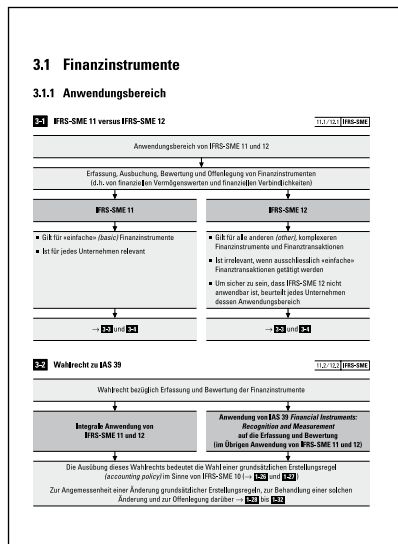 3.1 Finanzinstrumente
3.1.1 Anwendungsbereich
3-1 IFRS-SME 11 versus IFRS-SME 12
11.1/12.1 IFRS-SME
Anwendungsbereich von IFRS-SME 11 und 12
Erfassung, Ausbuchung, Bewertung und Offenlegung von Finanzinstrumenten
(d.h. von finanziellen Vermögenswerten und finanziellen Verbindlichkeiten)
IFRS-SME 11
▪ Gilt für «einfache» (basic) Finanzinstrumente
▪ Ist für jedes Unternehmen relevant
→ 3-3 und 3-4
IFRS-SME 12
▪ Gilt für alle anderen (other), komplexeren
Finanzinstrumente und Finanztransaktionen
▪ Ist irrelevant, wenn ausschliesslich «einfache»
Finanztransaktionen getätigt werden
▪ Um sicher zu sein, dass IFRS-SME 12 nicht
anwendbar ist, beurteilt jedes Unternehmen
dessen Anwendungsbereich
→ 3-3 und 3-4
3-2 Wahlrecht zu IAS 39
11.2/12.2 IFRS-SME
Wahlrecht bezüglich Erfassung und Bewertung der Finanzinstrumente
Integrale Anwendung von
IFRS-SME 11 und 12
Anwendung von IAS 39 Financial Instruments:
Recognition and Measurement
auf die Erfassung und Bewertung
(im Übrigen Anwendung von IFRS-SME 11 und 12)
Die Ausübung dieses Wahlrechts bedeutet die Wahl einer grundsätzlichen Erstellungsregel
(accounting policy) im Sinne von IFRS-SME 10 (→ 1-26 und 1-27)
Zur Angemessenheit einer Änderung grundsätzlicher Erstellungsregeln, zur Behandlung einer solchen
Änderung und zur Offenlegung darüber → bis 1-32